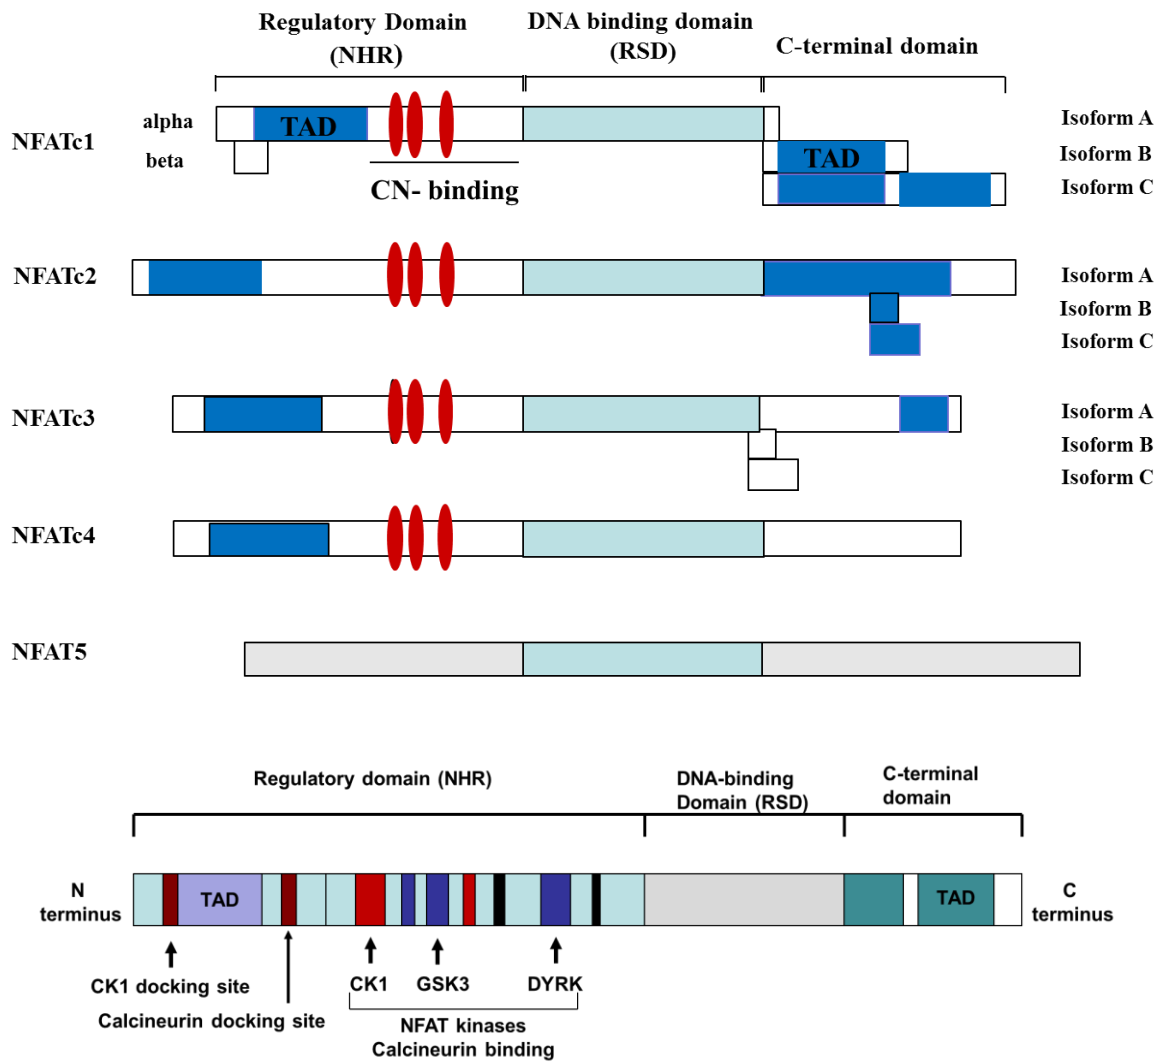 Regulatory Domain
(NHR)
DNA binding domain
(RSD)
C-terminal domain
NFATc1
alpha
beta
TAD
CN- binding
TAD
Isoform A
Isoform B
Isoform C
NFATc2
Isoform A
Isoform B
Isoform C
NFATc3
Isoform A
Isoform B
Isoform C
NFATc4
NFAT5
Regulatory domain (NHR)
DNA-binding
Domain (RSD)
C-terminal
domain
N
terminus
TAD
TAD
C
terminus
CK1 docking site
Calcineurin docking site
CK1
GSK3
DYRK
NFAT kinases
Calcineurin binding